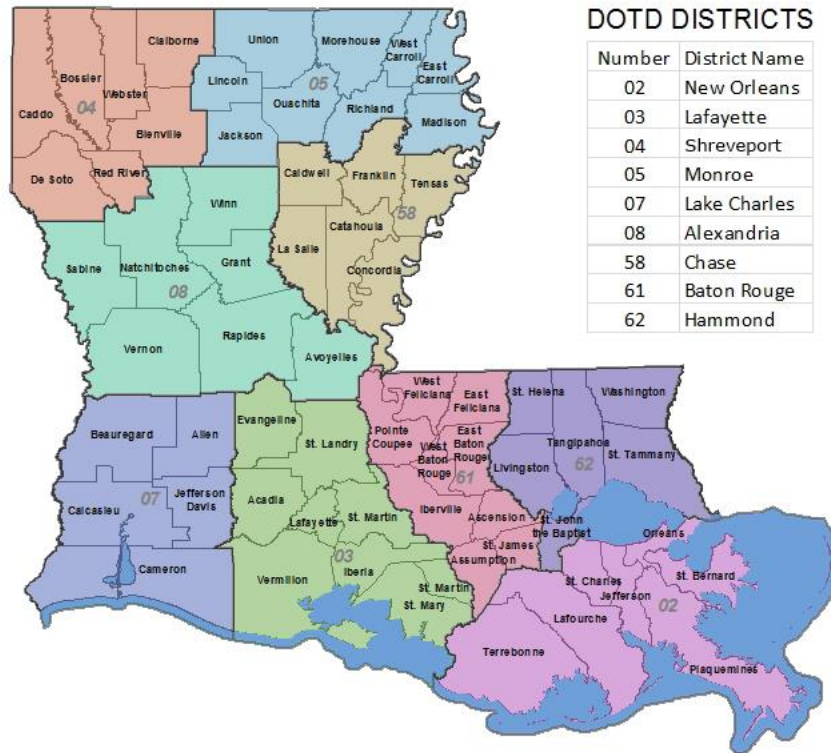 DOTD DISTRICTS
Number District Name
02 New Orleans
03 Lafayette
04 Shreveport
05 Monroe
07 Lake Charles
08 Alexandria
58 Chase
61 Baton Rouge
62 Hammond
Caddo
Bossier
04
Webster
Claiborne
Bienville
De Soto
Red River
Union
Morehouse
West
Carroll
East
Carroll
Lincoln
05
Ouachita
Richland
Madison
Jackson
Caldwell
Franklin
Tensas
58
Catahoula
La Salle
Concordia
Winn
Sabine
Natchitoches
Grant
08
Vernon
Rapides
Avoyelles
Beauregard
Allen
07
Calcasieu
Jefferson
Davis
Cameron
Evangeline
St. Landry
Acadia
Lafayette
St. Martin
03
Vermilion
Iberia
St. Martin
St. Mary
West
Feliciana
East
Feliciana
Pointe
Coupee
West
Baton
Rouge
East
Baton
Rouge
61
Iberville
Ascension
St. James
Assumption
St. Helena
Washington
Tangipahoa
62
St. Tammany
Livingston
St. John
the Baptist
Orleans
St. Charles
Jefferson
St. Bernard
02
Lafourche
Terrebonne
Plaquemines